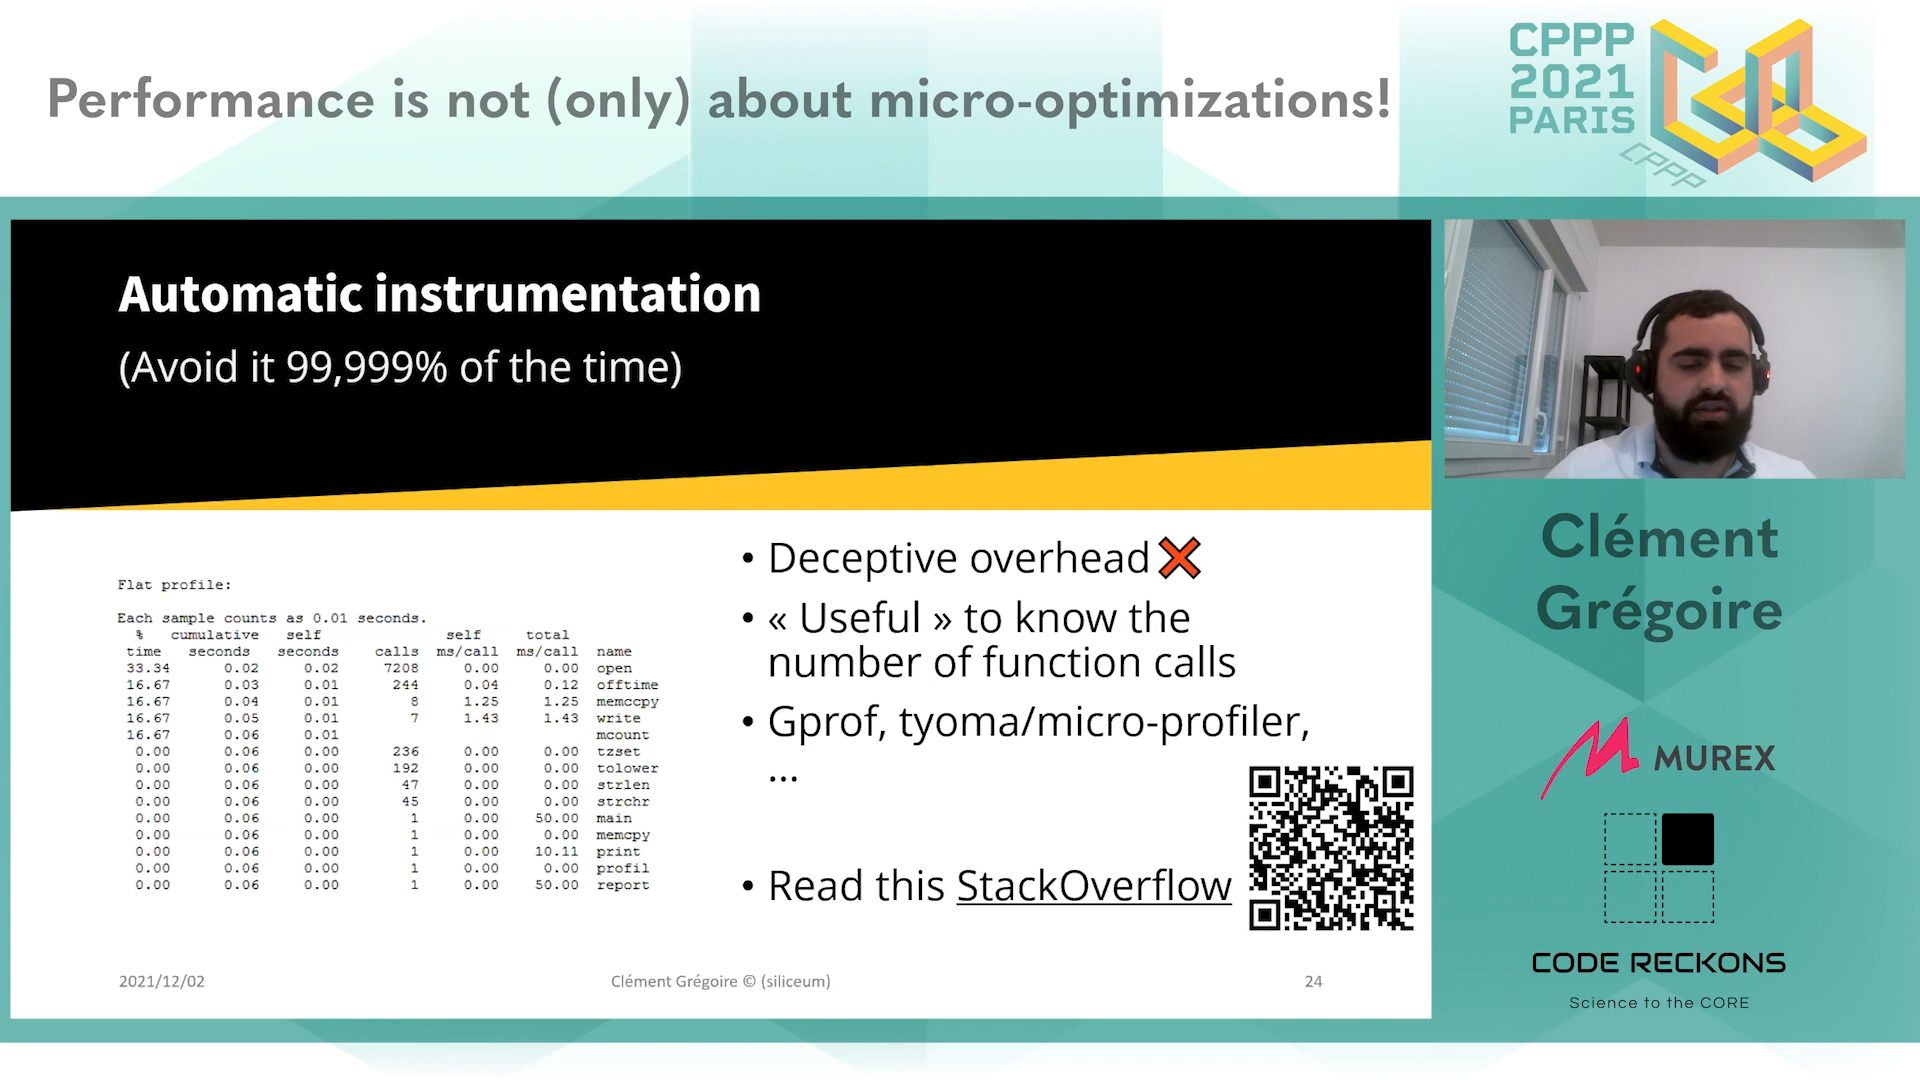 Performance is not (only) about micro-optimizations!
CPPP
2021
PARIS
CPPP
Automatic instrumentation
(Avoid it 99,999% of the time)
Flat profile:
Each sample counts as 0.01 seconds.
% cumulative self self total
time seconds seconds calls ms/call ms/call name
33.34 0.02 0.02 7208 0.00 0.00 open
16.67 0.03 0.01 244 0.04 0.12 offtime
16.67 0.04 0.01 8 1.25 1.25 memccpy
16.67 0.05 0.01 7 1.43 1.43 write
16.67 0.06 0.01 mcount
0.00 0.06 0.00 236 0.00 0.00 tzset
0.00 0.06 0.00 192 0.00 0.00 tolower
0.00 0.06 0.00 47 0.00 0.00 strlen
0.00 0.06 0.00 45 0.00 0.00 strchr
0.00 0.06 0.00 1 0.00 50.00 main
0.00 0.06 0.00 1 0.00 0.00 memcpy
0.00 0.06 0.00 1 0.00 10.11 print
0.00 0.06 0.00 1 0.00 0.00 profil
0.00 0.06 0.00 1 0.00 50.00 report
• Deceptive overhead ❌
• « Useful » to know the
number of function calls
• Gprof, tyoma/micro-profiler,
...
• Read this StackOverflow
2021/12/02
Clément Grégoire © (siliceum)
24
Clément
Grégoire
MUREX
CODE RECKONS
Science to the CORE